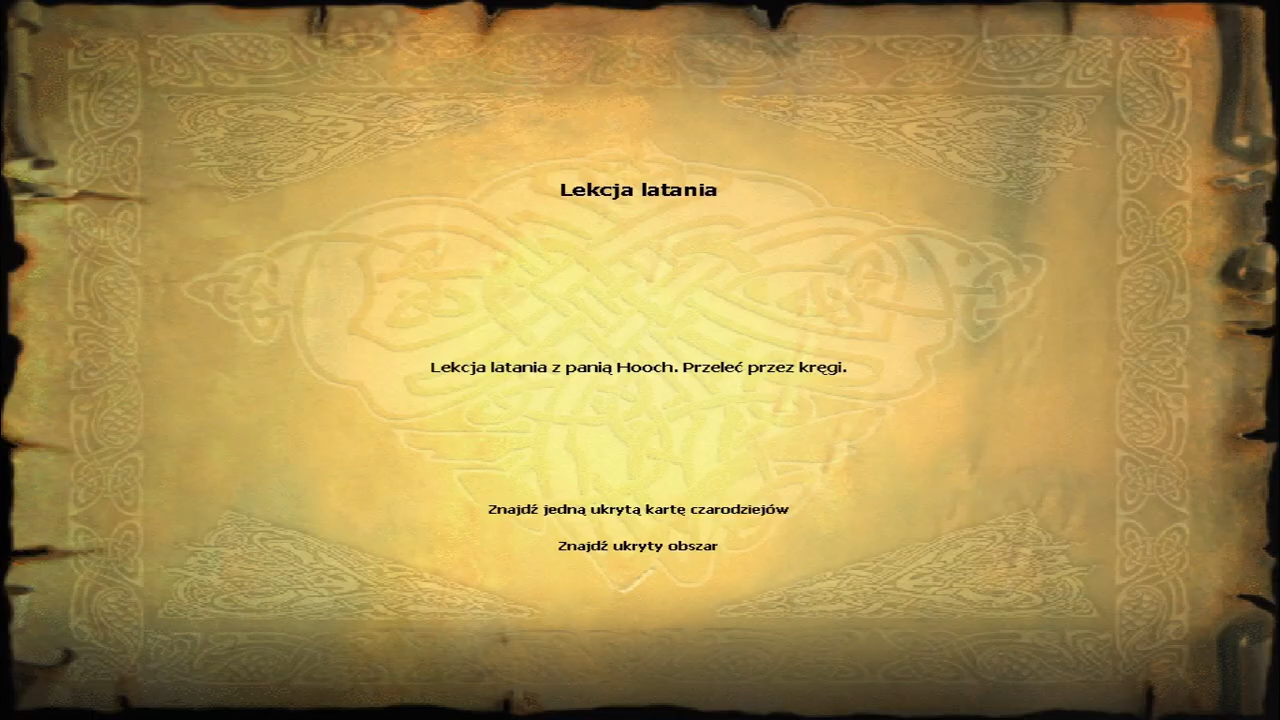 Lekcja latania
Lekcja latania z panią Hooch. Przeleć przez kręgi.
Znajdź jedną ukrytą kartę czarodziejów
Znajdź ukryty obszar